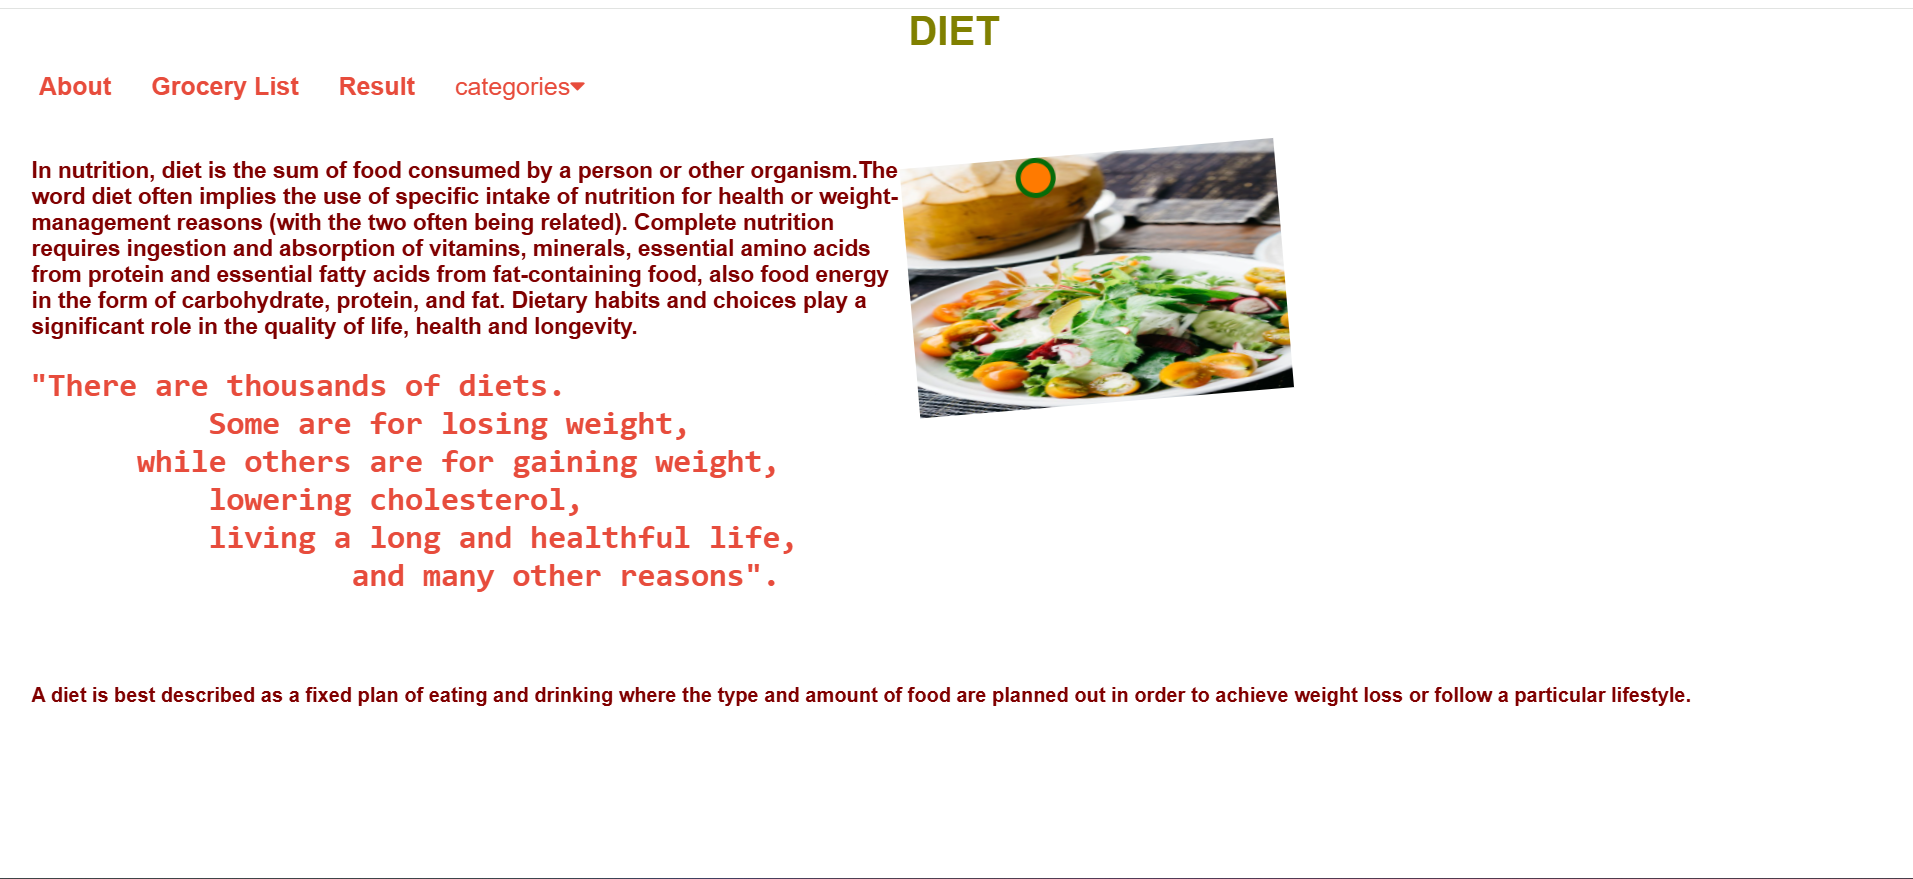 DIET
About Grocery List Result categories
In nutrition, diet is the sum of food consumed by a person or other organism.The
word diet often implies the use of specific intake of nutrition for health or weight-
management reasons (with the two often being related). Complete nutrition
requires ingestion and absorption of vitamins, minerals, essential amino acids
from protein and essential fatty acids from fat-containing food, also food energy
in the form of carbohydrate, protein, and fat. Dietary habits and choices play a
significant role in the quality of life, health and longevity.
"There are thousands of diets.
Some are for losing weight,
while others are for gaining weight,
lowering cholesterol,
living a long and healthful life,
and many other reasons".
A diet is best described as a fixed plan of eating and drinking where the type and amount of food are planned out in order to achieve weight loss or follow a particular lifestyle.